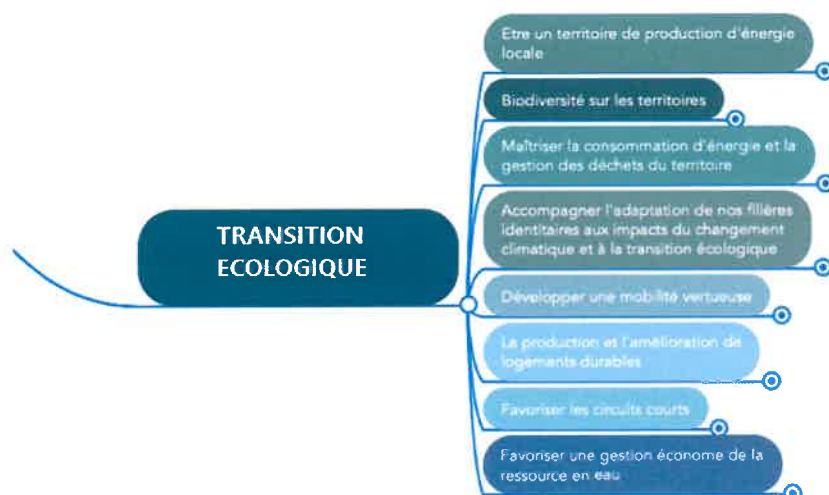 Etre un territoire de production d'énergie
locale
Biodiversité sur les territoires
Maîtriser la consommation d'énergie et la
gestion des déchets du territoire
Accompagner l'adaptation de nos filières
identitaires aux impacts du changement
climatique et à la transition écologique
TRANSITION
ECOLOGIQUE
Développer une mobilité vertueuse
La production et l'amélioration de
logements durables
Favoriser les circuits courts
Favoriser une gestion économe de la
ressource en eau